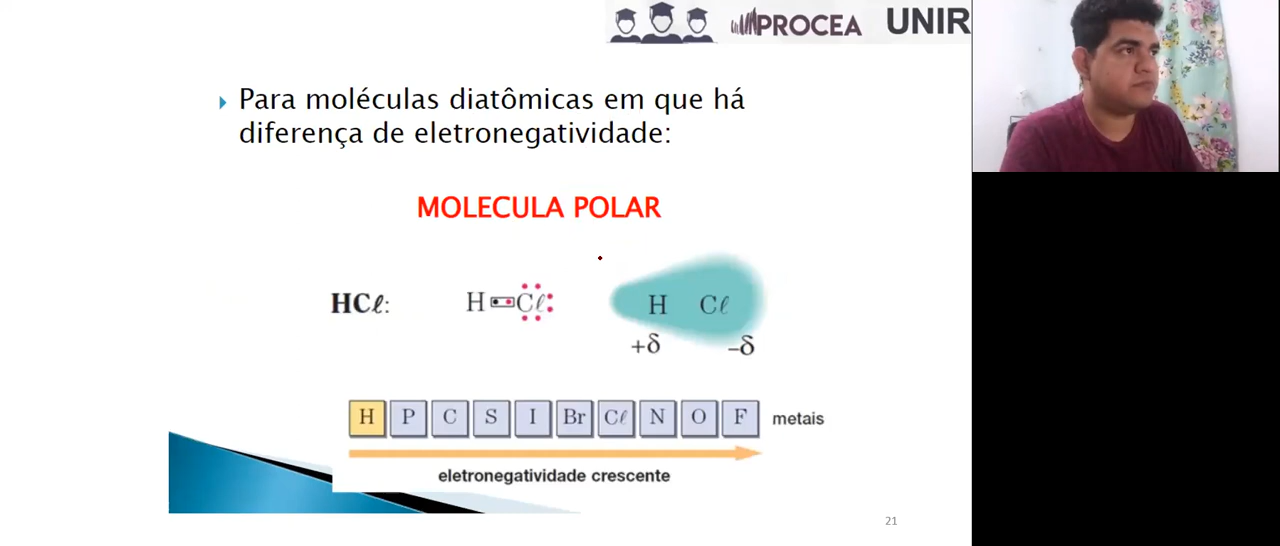 PROCEA UNIR
Para moléculas diatômicas em que há
diferença de eletronegatividade:
MOLECULA POLAR
HCℓ: H Cℓ H Cℓ
+δ −δ
H P C S I Br Cℓ N O F metais
eletronegatividade crescente
21